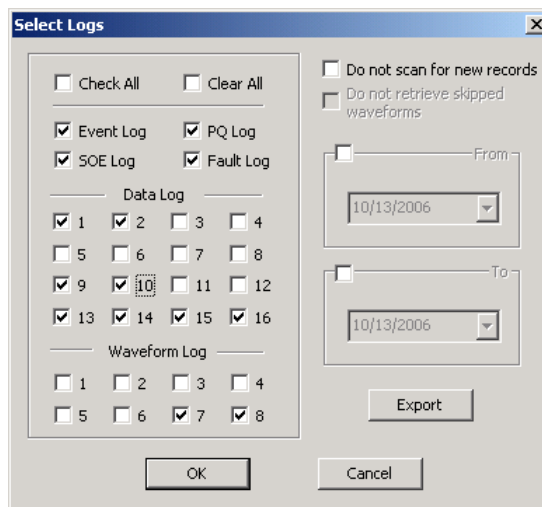 Select Logs
Check All Clear All
Event Log PQ Log
SOE Log Fault Log
Data Log
1 2 3 4
5 6 7 8
9 10 11 12
13 14 15 16
Waveform Log
1 2 3 4
5 6 7 8
Do not scan for new records
Do not retrieve skipped
waveforms
From
10/13/2006
To
10/13/2006
Export
OK Cancel